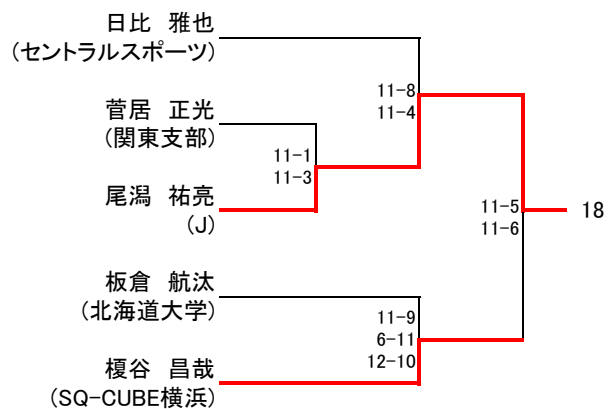 日比　雅也
(セントラルスポーツ)
11-8
11-4
菅居　正光
(関東支部)
11-1
11-3
尾潟　祐亮
(J)
11-5
11-6
18
板倉　航汰
(北海道大学)
11-9
6-11
12-10
榎谷　昌哉
(SQ-CUBE横浜)